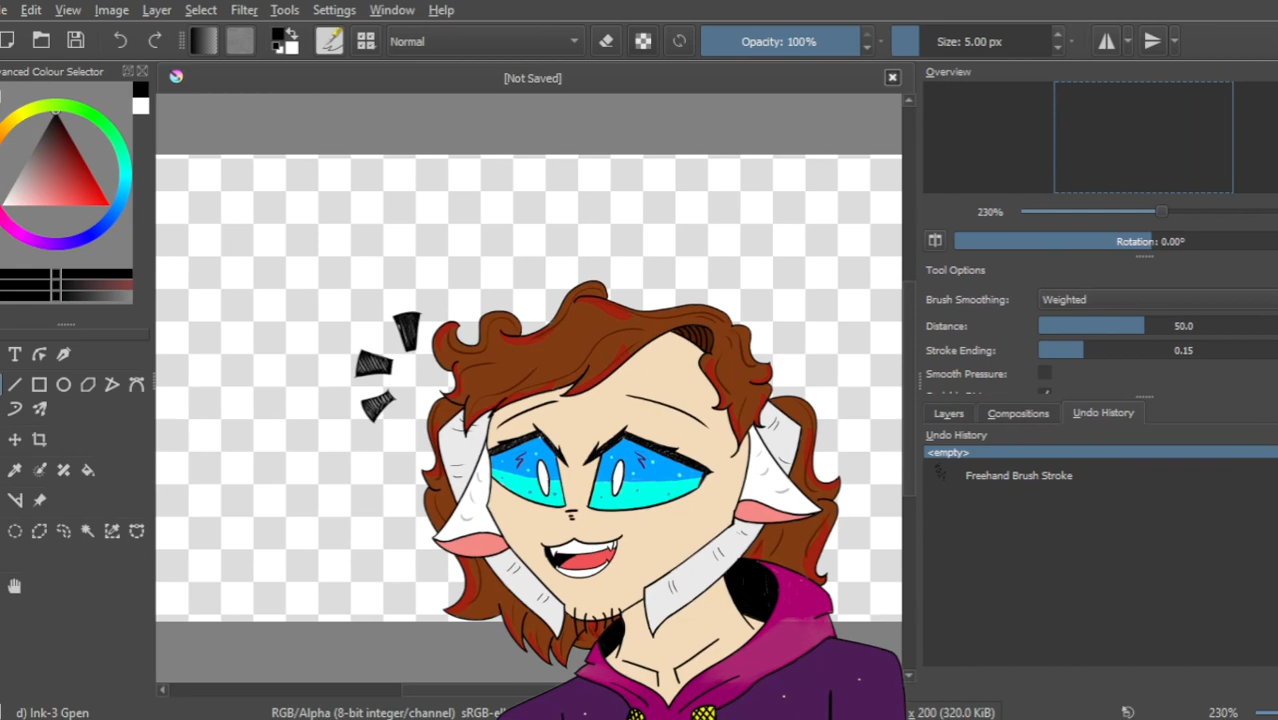 Edit View Image Layer Select Filter Tools Settings Window Help
Normal
Opacity: 100%
Size: 5.00 px
Colour Selector
[Not Saved]
Overview
230%
Rotation: 0.00°
Tool Options
Brush Smoothing: Weighted
Distance: 50.0
Stroke Ending: 0.15
Smooth Pressure:
Layers Compositions Undo History
Undo History
<empty>
Freehand Brush Stroke
d) Ink-3 Gpen
RGB/Alpha (8-bit integer/channel)
x 200 (320.0 KiB)
230%